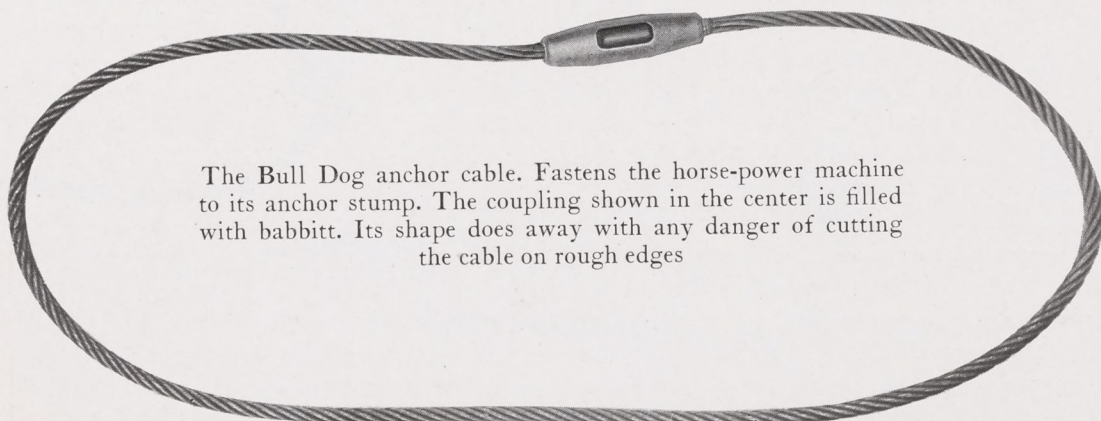 The Bull Dog anchor cable. Fastens the horse-power machine
to its anchor stump. The coupling shown in the center is filled
with babbitt. Its shape does away with any danger of cutting
the cable on rough edges